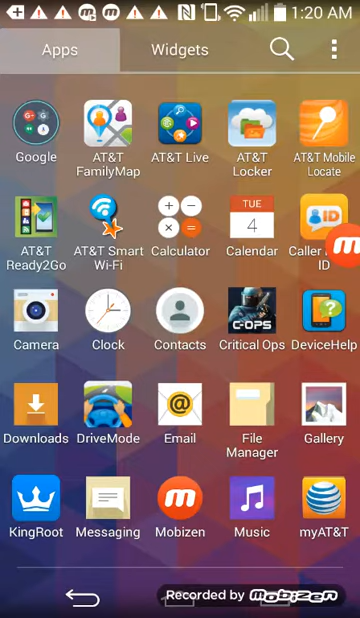 1:20 AM
Apps
Widgets
Google
AT&T FamilyMap
AT&T Live
AT&T Locker
AT&T Mobile Locate
TUE
4
ID
AT&T Ready2Go
AT&T Smart Wi-Fi
Calculator
Calendar
Caller
ID
C-OPS
Camera
Clock
Contacts
Critical Ops
DeviceHelp
Downloads
DriveMode
Email
File Manager
Gallery
KingRoot
Messaging
Mobizen
Music
myAT&T
Recorded by mobizen